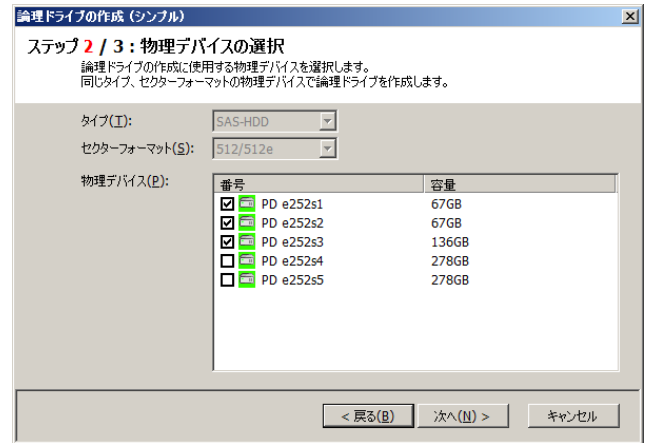 論理ドライブの作成 (シンプル)
ステップ 2 / 3 : 物理デバイスの選択
論理ドライブの作成に使用する物理デバイスを選択します。
同じタイプ、セクターフォーマットの物理デバイスで論理ドライブを作成します。
タイプ(T): SAS-HDD
セクターフォーマット(S): 512/512e
物理デバイス(P):
番号 容量
PD e252s1 67GB
PD e252s2 67GB
PD e252s3 136GB
PD e252s4 278GB
PD e252s5 278GB
< 戻る(B) 次へ(N) > キャンセル